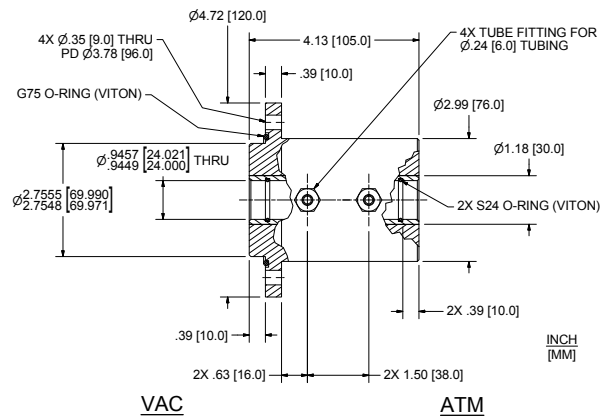 Ø4.72 [120.0]
4X Ø.35 [9.0] THRU
PD Ø3.78 [96.0]
4.13 [105.0]
4X TUBE FITTING FOR
Ø.24 [6.0] TUBING
.39 [10.0]
G75 O-RING (VITON)
Ø2.99 [76.0]
Ø.9457 [24.021] THRU
.9449 [24.000]
Ø1.18 [30.0]
Ø2.7555 [69.990]
2.7548 [69.971]
2X S24 O-RING (VITON)
2X .39 [10.0]
.39 [10.0]
INCH
[MM]
2X .63 [16.0]
2X 1.50 [38.0]
VAC
ATM